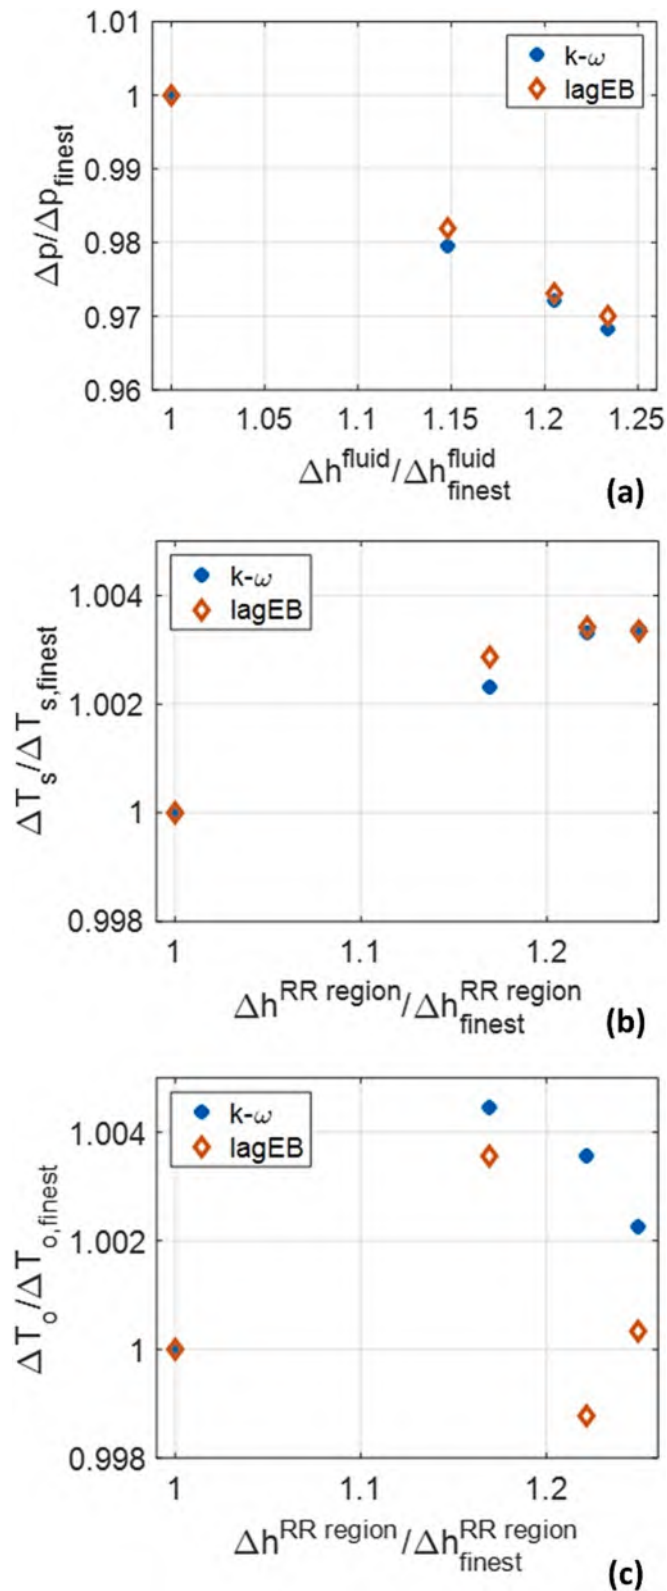 1.01
1
0.99
0.98
0.97
0.96
Δp/Δp_finest
k-ω
lagEB
1 1.05 1.1 1.15 1.2 1.25
Δh^fluid/Δh^fluid_finest
(a)
1.004
1.002
1
0.998
ΔT_s/ΔT_s,finest
k-ω
lagEB
1 1.1 1.2
Δh^RR region/Δh^RR region_finest
(b)
1.004
1.002
1
0.998
ΔT_o/ΔT_o,finest
k-ω
lagEB
1 1.1 1.2
Δh^RR region/Δh^RR region_finest
(c)